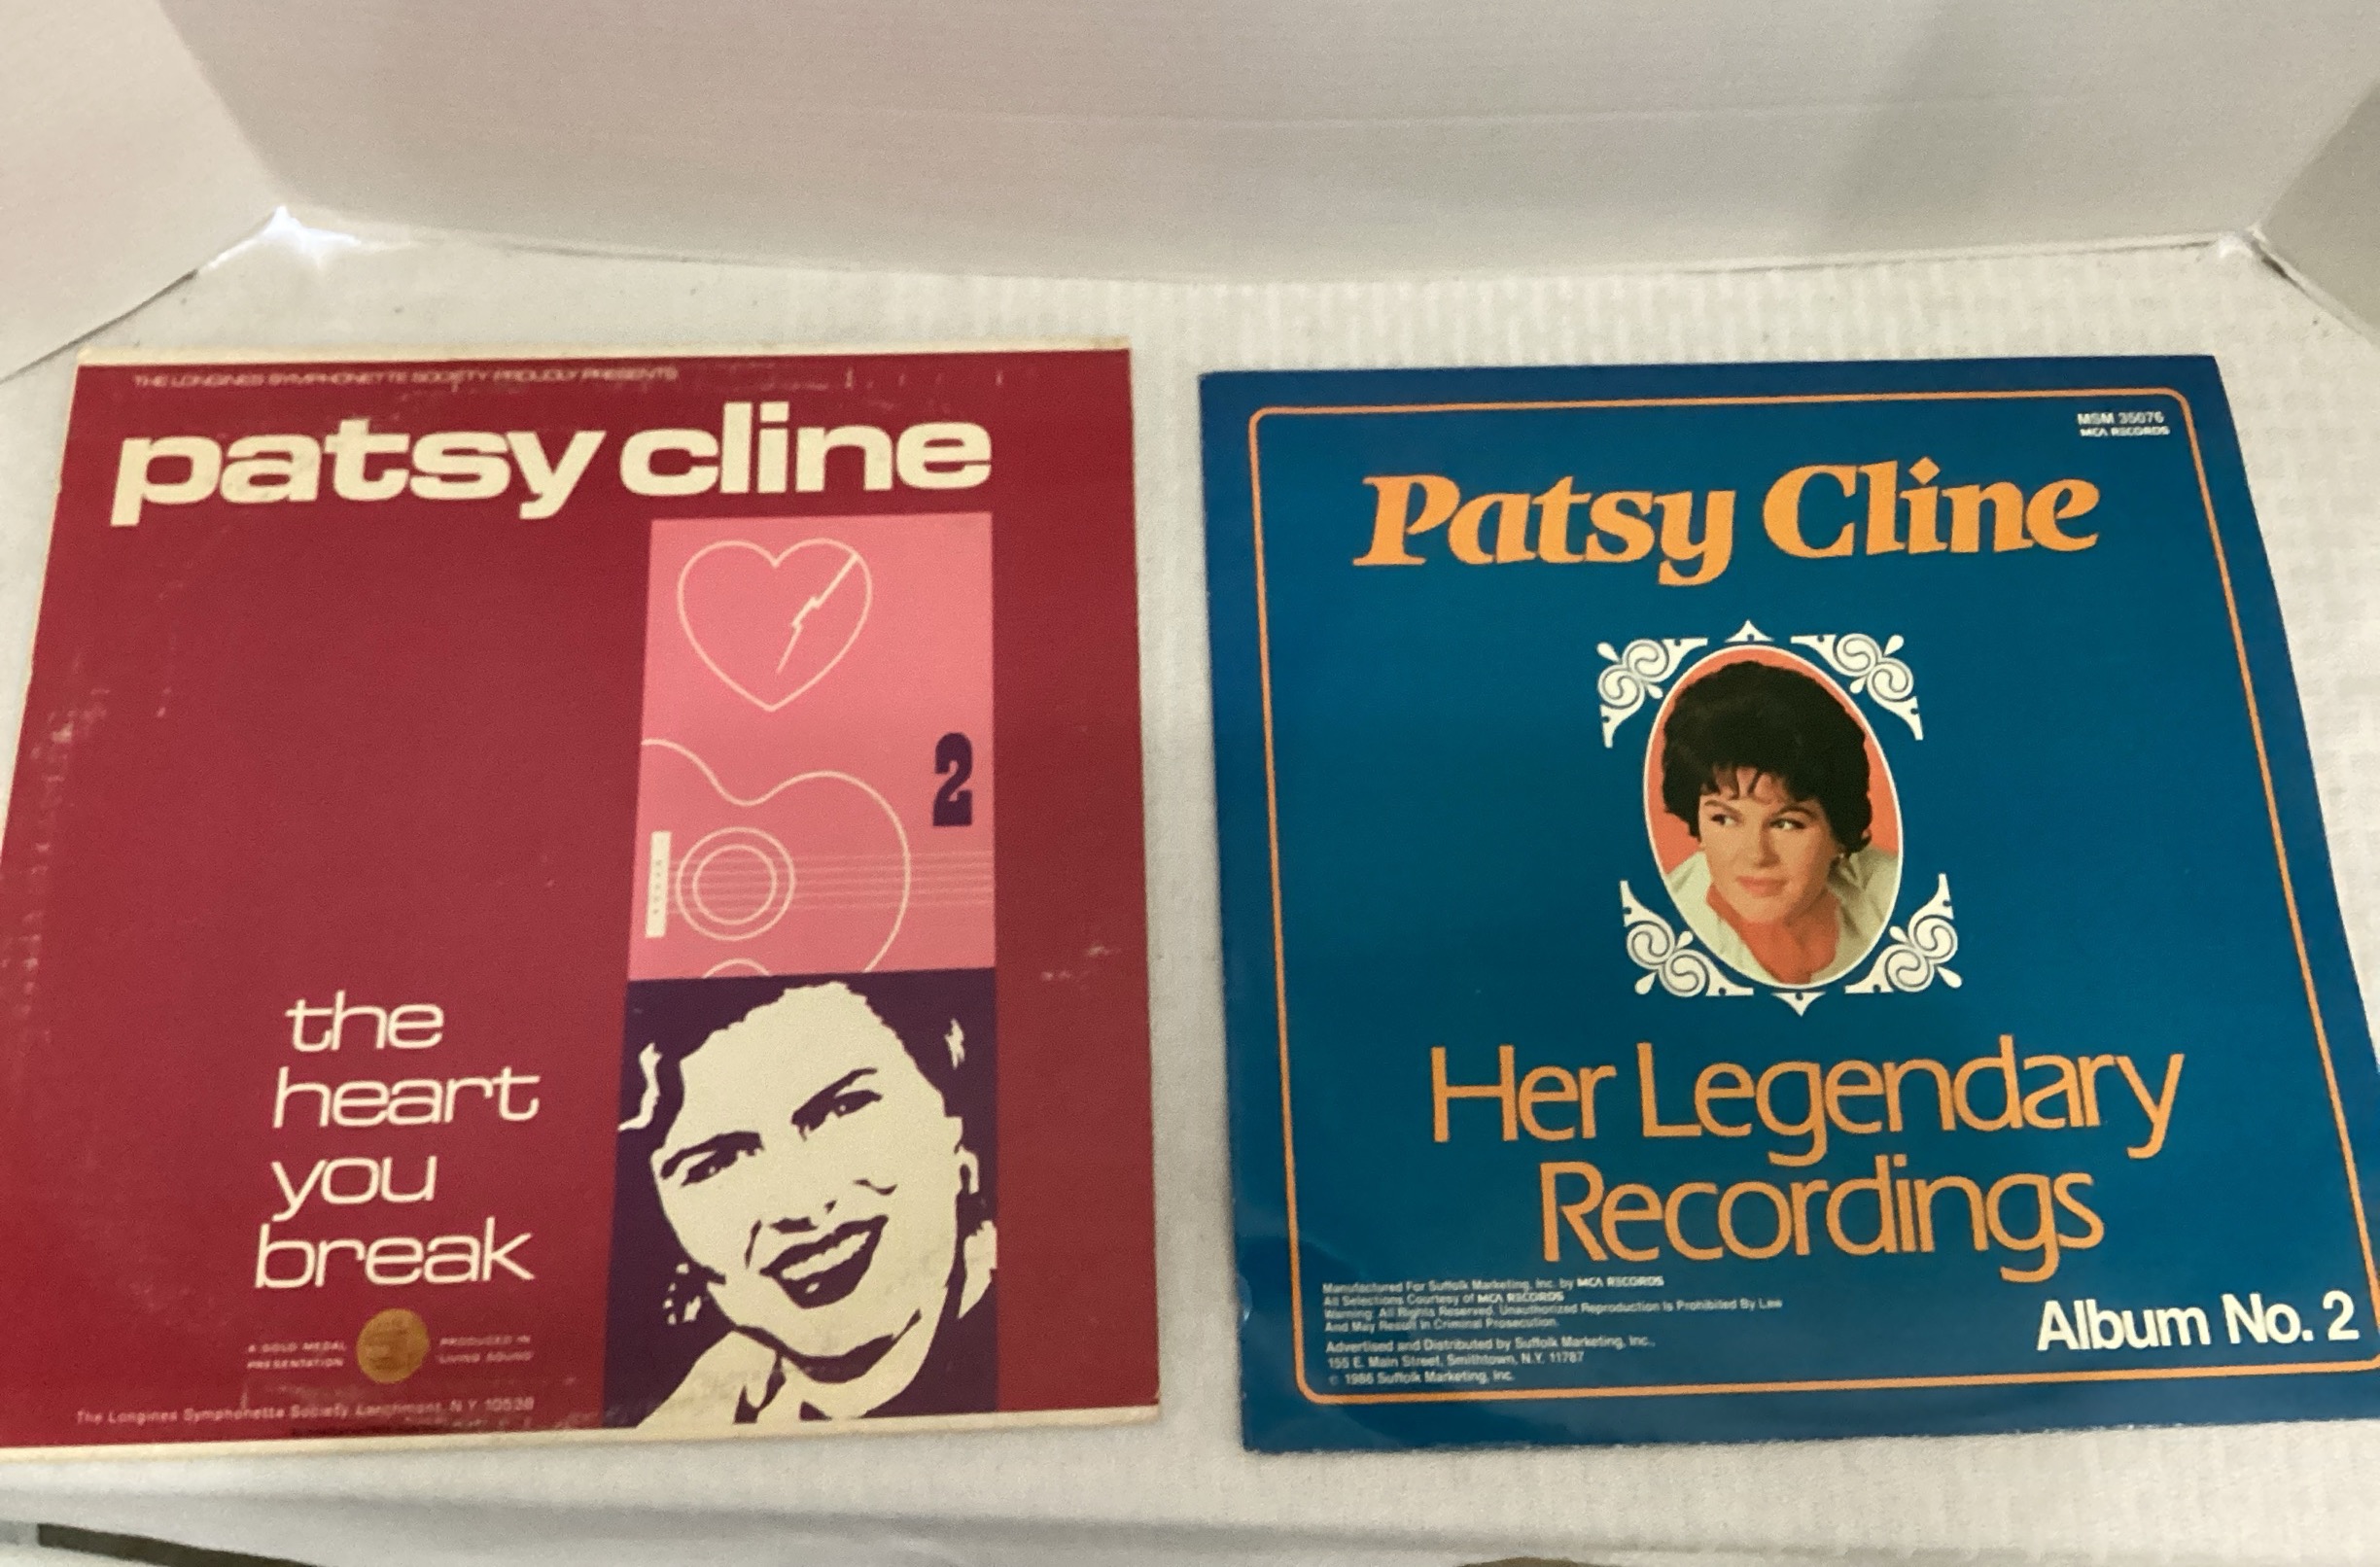 THE LONGINES SYMPHONETTE SOCIETY PROUDLY PRESENTS
patsy cline
2
the
heart
you
break
A GOLD MEDAL
PRESENTATION
PRODUCED IN
"LIVING SOUND"
The Longines Symphonette Society, Larchmont, N.Y. 10538
MSM 35076
MCA RECORDS
Patsy Cline
Her Legendary
Recordings
Manufactured For Suffolk Marketing, Inc. by MCA RECORDS
All Selections Courtesy of MCA RECORDS
Warning: All Rights Reserved. Unauthorized Reproduction Is Prohibited By Law
And May Result In Criminal Prosecution.
Advertised and Distributed by Suffolk Marketing, Inc.,
155 E. Main Street, Smithtown, N.Y. 11787
© 1986 Suffolk Marketing, Inc.
Album No. 2